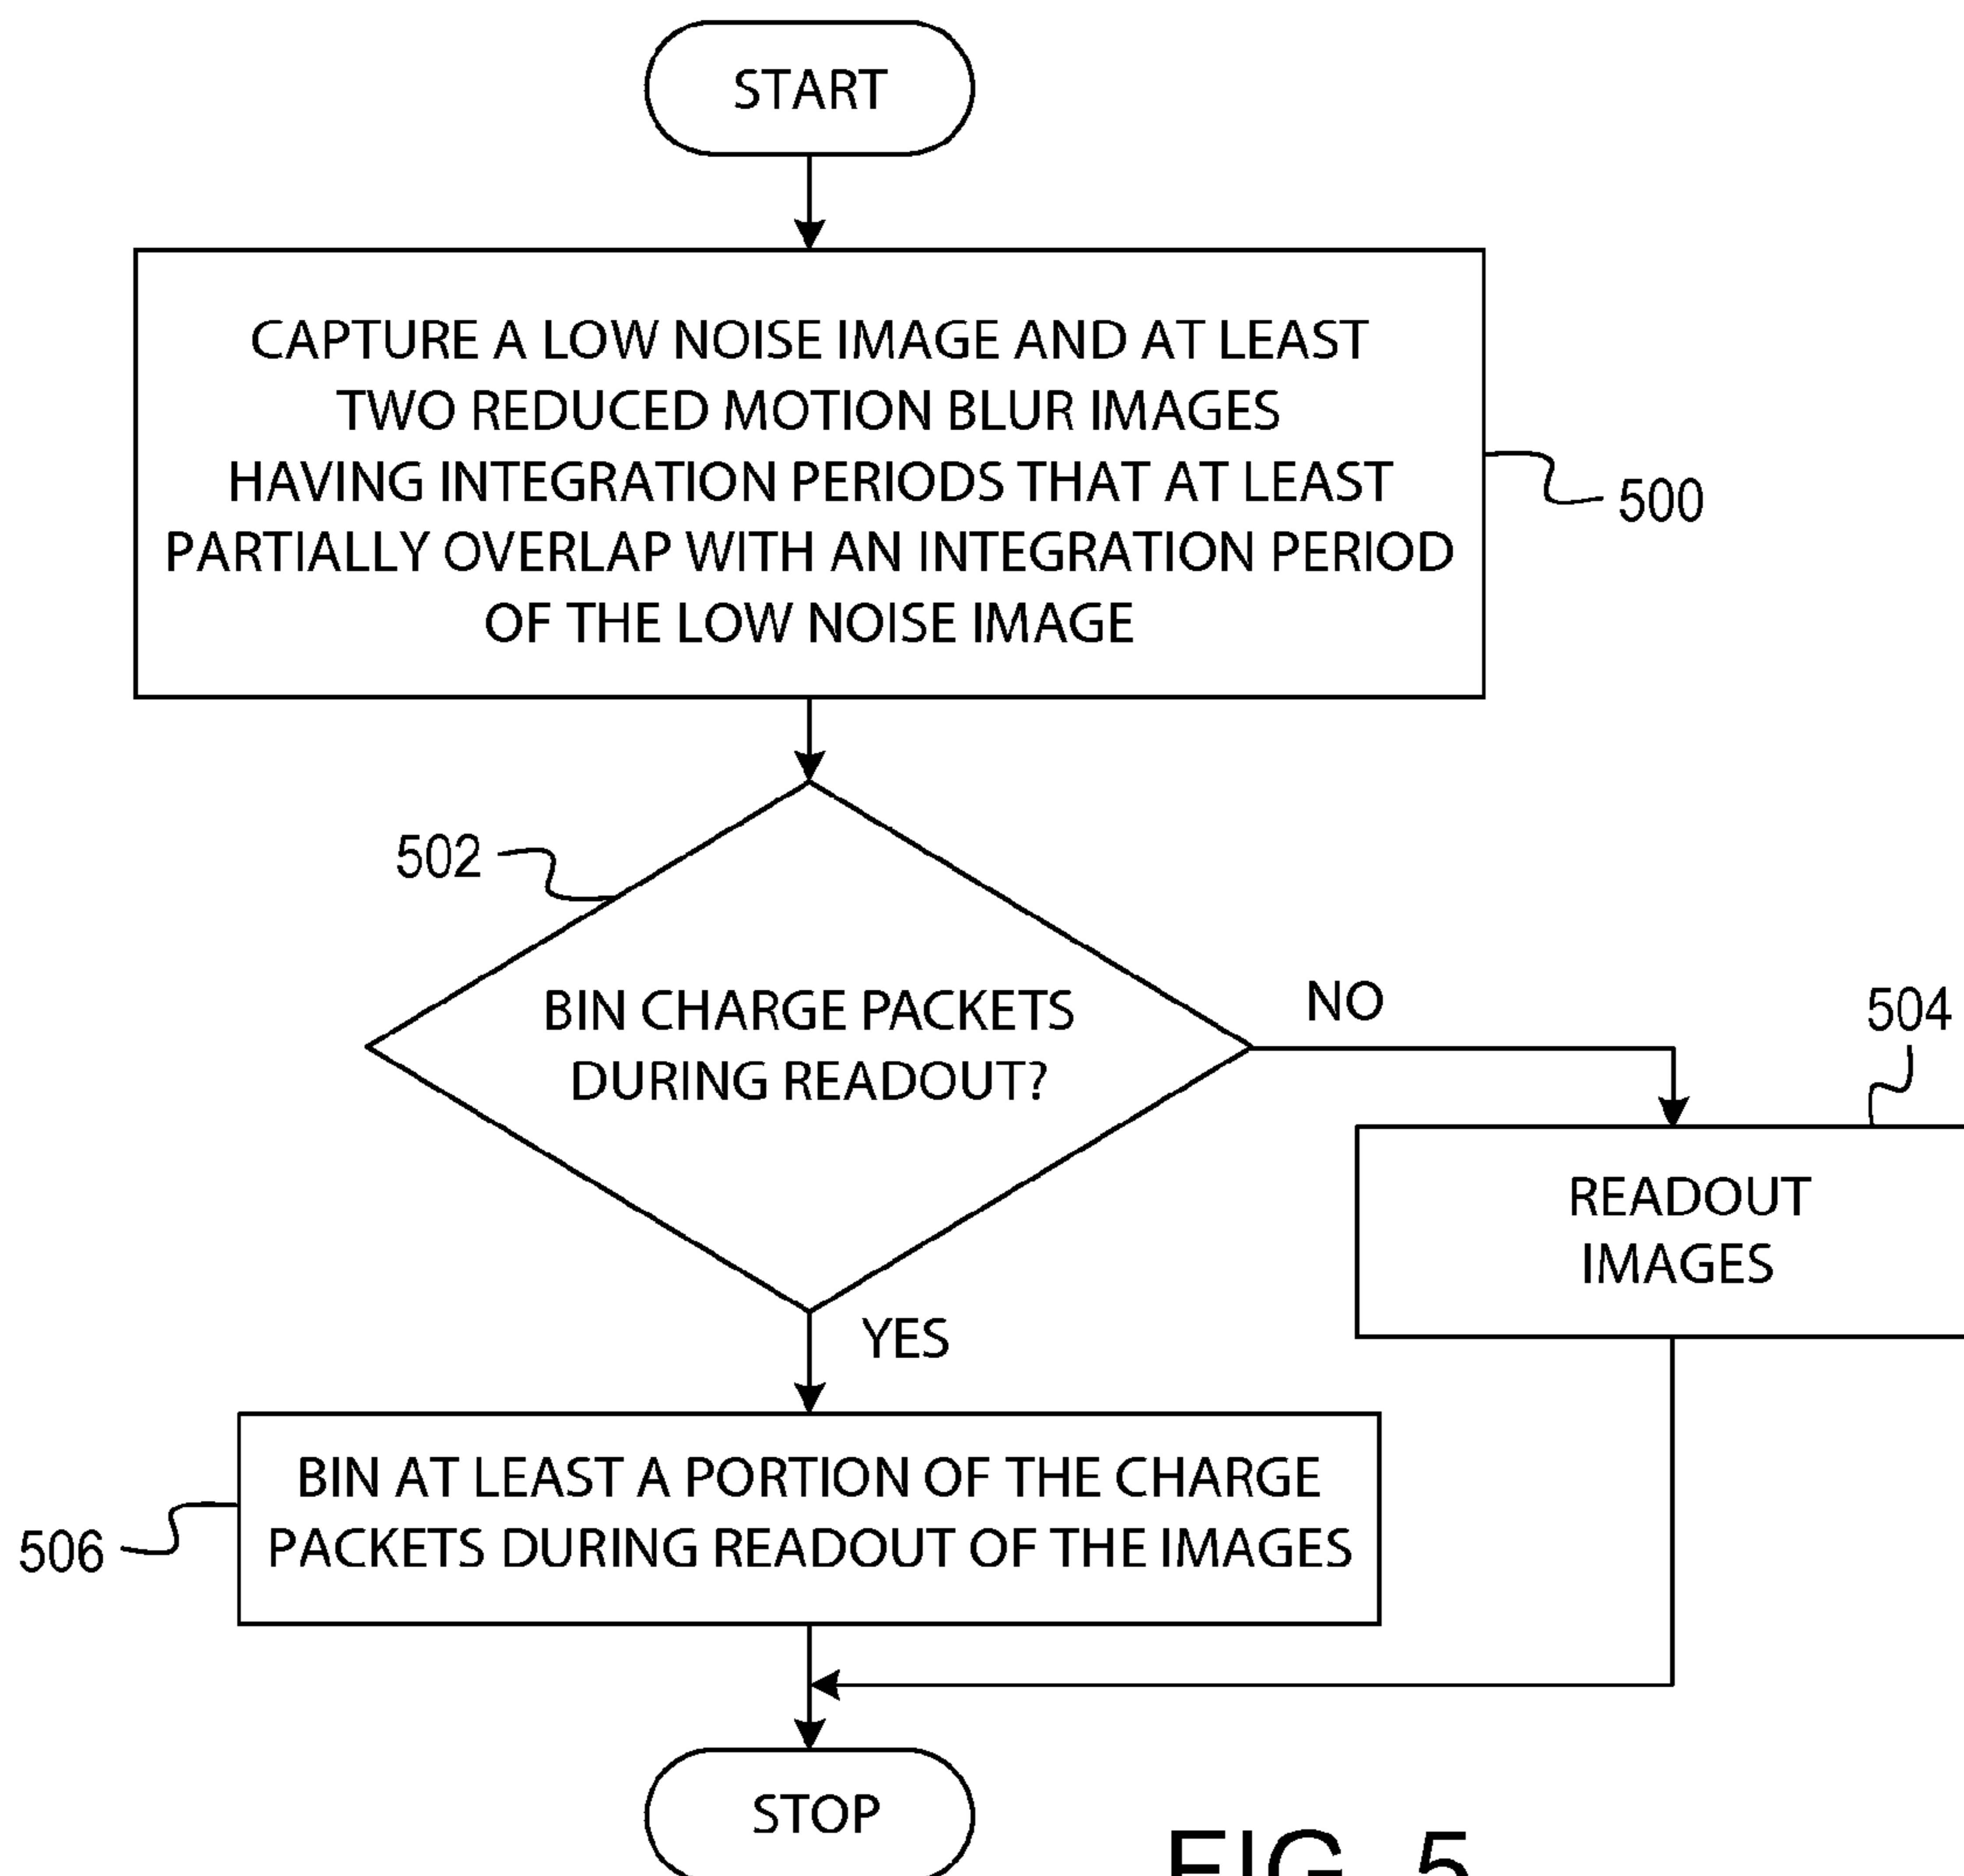 START
CAPTURE A LOW NOISE IMAGE AND AT LEAST
TWO REDUCED MOTION BLUR IMAGES
HAVING INTEGRATION PERIODS THAT AT LEAST
PARTIALLY OVERLAP WITH AN INTEGRATION PERIOD
OF THE LOW NOISE IMAGE
500
502
BIN CHARGE PACKETS
DURING READOUT?
NO
504
READOUT
IMAGES
YES
BIN AT LEAST A PORTION OF THE CHARGE
PACKETS DURING READOUT OF THE IMAGES
506
STOP
FIG. 5